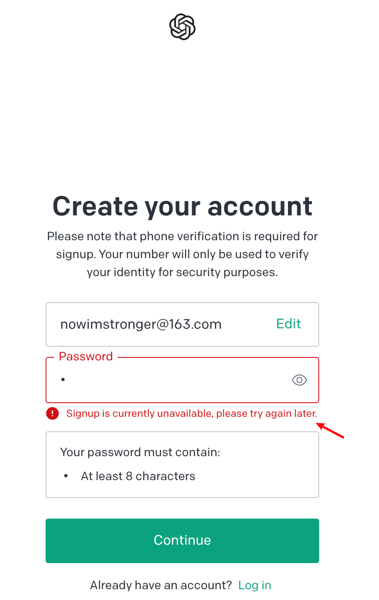 Create your account
Please note that phone verification is required for
signup. Your number will only be used to verify
your identity for security purposes.
nowimstronger@163.com Edit
Password
•
Signup is currently unavailable, please try again later.
Your password must contain:
• At least 8 characters
Continue
Already have an account? Log in